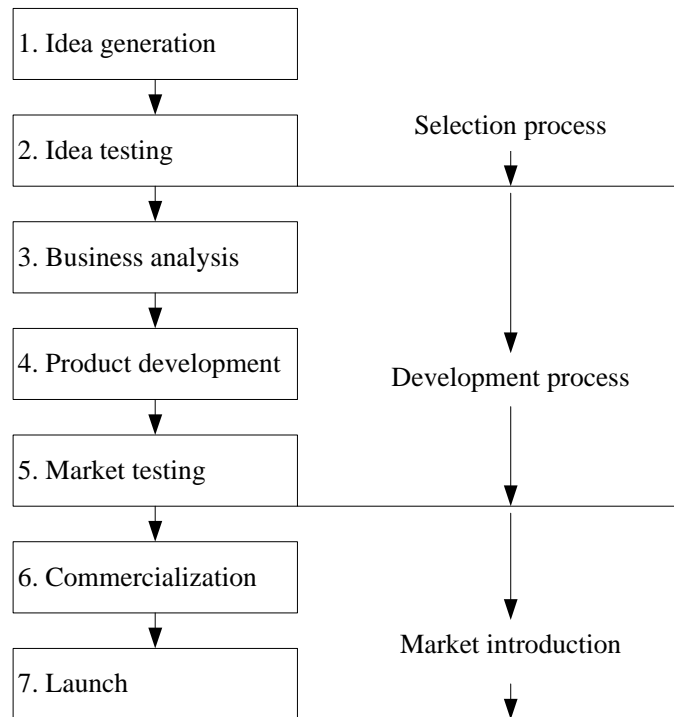 1. Idea generation
2. Idea testing
Selection process
3. Business analysis
4. Product development
Development process
5. Market testing
6. Commercialization
Market introduction
7. Launch